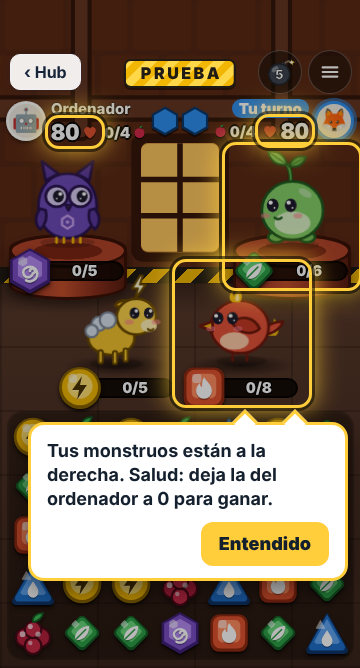 ‹ Hub
PRUEBA
5
Ordenador
Tu turno
80
0/4
0/4
80
0/5
0/6
0/5
0/8
Tus monstruos están a la
derecha. Salud: deja la del
ordenador a 0 para ganar.
Entendido